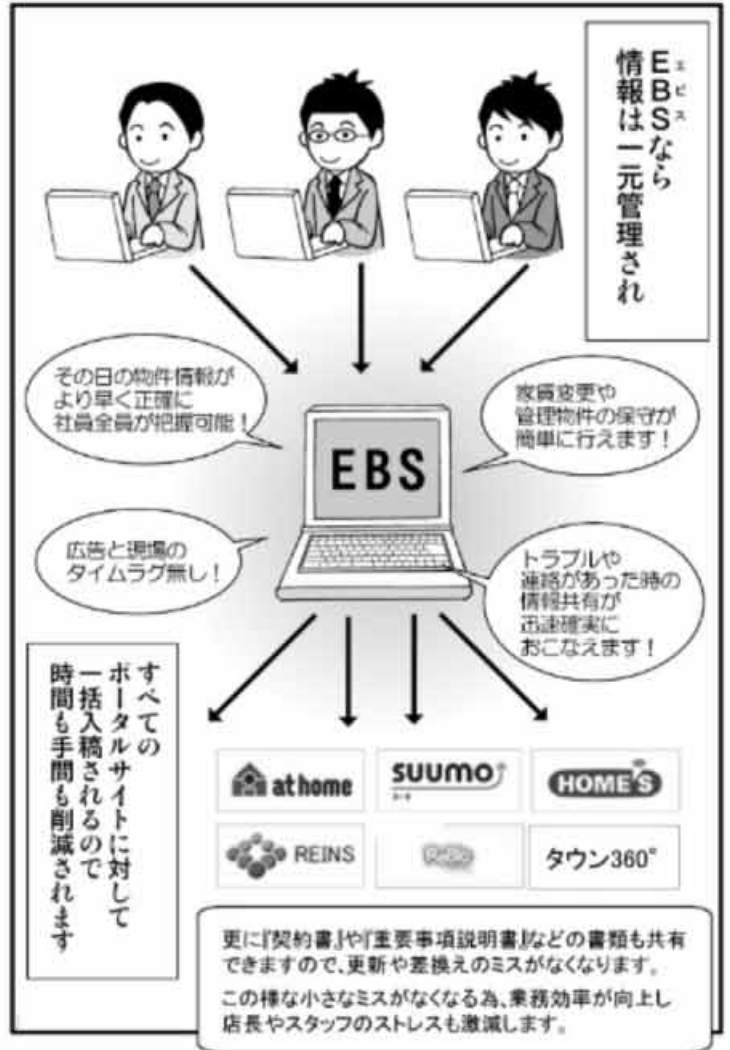 EBSなら
エビス
情報は一元管理され
その日の物件情報が
より早く正確に
社員全員が把握可能！
家賃変更や
管理物件の保守が
簡単に行えます！
EBS
広告と現場の
タイムラグ無し！
トラブルや
連絡があった時の
情報共有が
迅速確実に
おこなえます！
すべての
ポータルサイトに対して
一括入稿されるので
時間も手間も削減されます
at home
SUUMO
スーモ
HOME'S
REINS
タウン360°
更に『契約書』や『重要事項説明書』などの書類も共有
できますので、更新や差換えのミスがなくなります。
この様な小さなミスがなくなる為、業務効率が向上し
店長やスタッフのストレスも激減します。